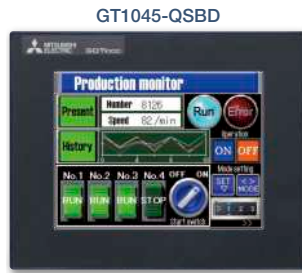 GT1045-QSBD
MITSUBISHI ELECTRIC GOT1000
Production monitor
Present Number 8126 Run Error
Speed 82./min
History Operation
ON OFF
No.1 No.2 No.3 No.4 OFF ON Mode setting
RUN RUN RUN STOP SET < > MODE
Start switch >>